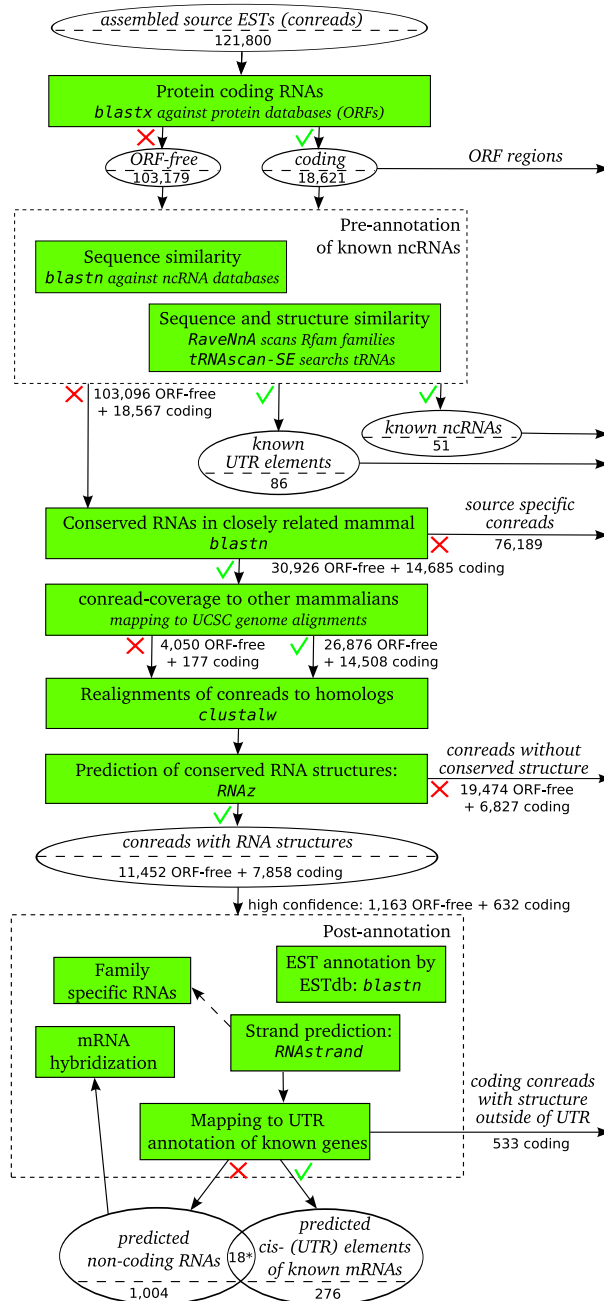 assembled source ESTs (conreads)
121,800
Protein coding RNAs
blastx against protein databases (ORFs)
ORF-free
103,179
coding
18,621
ORF regions
Pre-annotation
of known ncRNAs
Sequence similarity
blastn against ncRNA databases
Sequence and structure similarity
RaveNnA scans Rfam families
tRNAscan-SE searchs tRNAs
103,096 ORF-free
+ 18,567 coding
known
UTR elements
86
known ncRNAs
51
Conserved RNAs in closely related mammal
blastn
source specific
conreads
76,189
30,926 ORF-free + 14,685 coding
conread-coverage to other mammalians
mapping to UCSC genome alignments
4,050 ORF-free
+ 177 coding
26,876 ORF-free
+ 14,508 coding
Realignments of conreads to homologs
clustalw
Prediction of conserved RNA structures:
RNAz
conreads without
conserved structure
19,474 ORF-free
+ 6,827 coding
conreads with RNA structures
11,452 ORF-free + 7,858 coding
high confidence: 1,163 ORF-free + 632 coding
Post-annotation
Family
specific RNAs
EST annotation by
ESTdb: blastn
mRNA
hybridization
Strand prediction:
RNAstrand
Mapping to UTR
annotation of known genes
coding conreads
with structure
outside of UTR
533 coding
predicted
non-coding RNAs
1,004
18*
predicted
cis- (UTR) elements
of known mRNAs
276